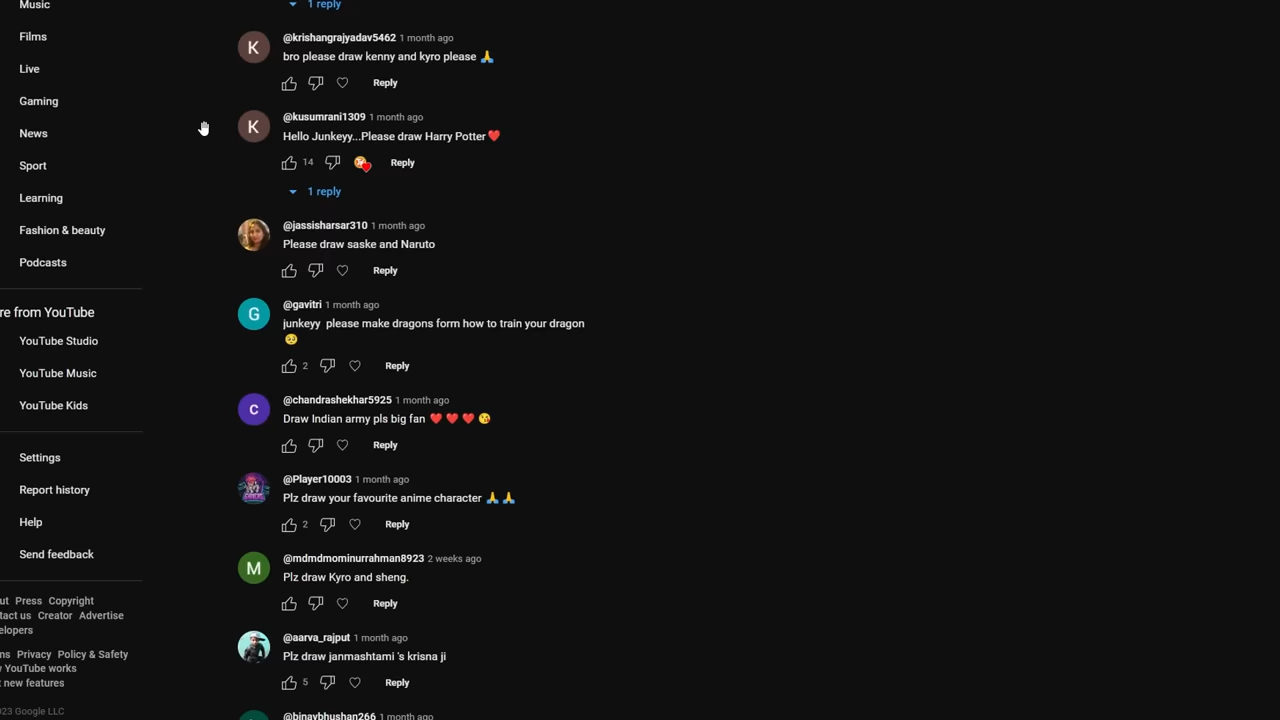 Music
Films
Live
Gaming
News
Sport
Learning
Fashion & beauty
Podcasts
re from YouTube
YouTube Studio
YouTube Music
YouTube Kids
Settings
Report history
Help
Send feedback
ut Press Copyright
tact us Creator Advertise
elopers
ms Privacy Policy & Safety
YouTube works
t new features
023 Google LLC
1 reply
K
@krishangrajyadav5462 1 month ago
bro please draw kenny and kyro please 🙏
Reply
K
@kusumrani1309 1 month ago
Hello Junkeyy...Please draw Harry Potter❤️
14 Reply
1 reply
@jassisharsar310 1 month ago
Please draw saske and Naruto
Reply
G
@gavitri 1 month ago
junkeyy please make dragons form how to train your dragon
🥺
2 Reply
C
@chandrashekhar5925 1 month ago
Draw Indian army pls big fan ❤️ ❤️ ❤️ 😘
Reply
@Player10003 1 month ago
Plz draw your favourite anime character 🙏 🙏
2 Reply
M
@mdmdmominurrahman8923 2 weeks ago
Plz draw Kyro and sheng.
Reply
@aarva_rajput 1 month ago
Plz draw janmashtami 's krisna ji
5 Reply
@binaybhushan266 1 month ago